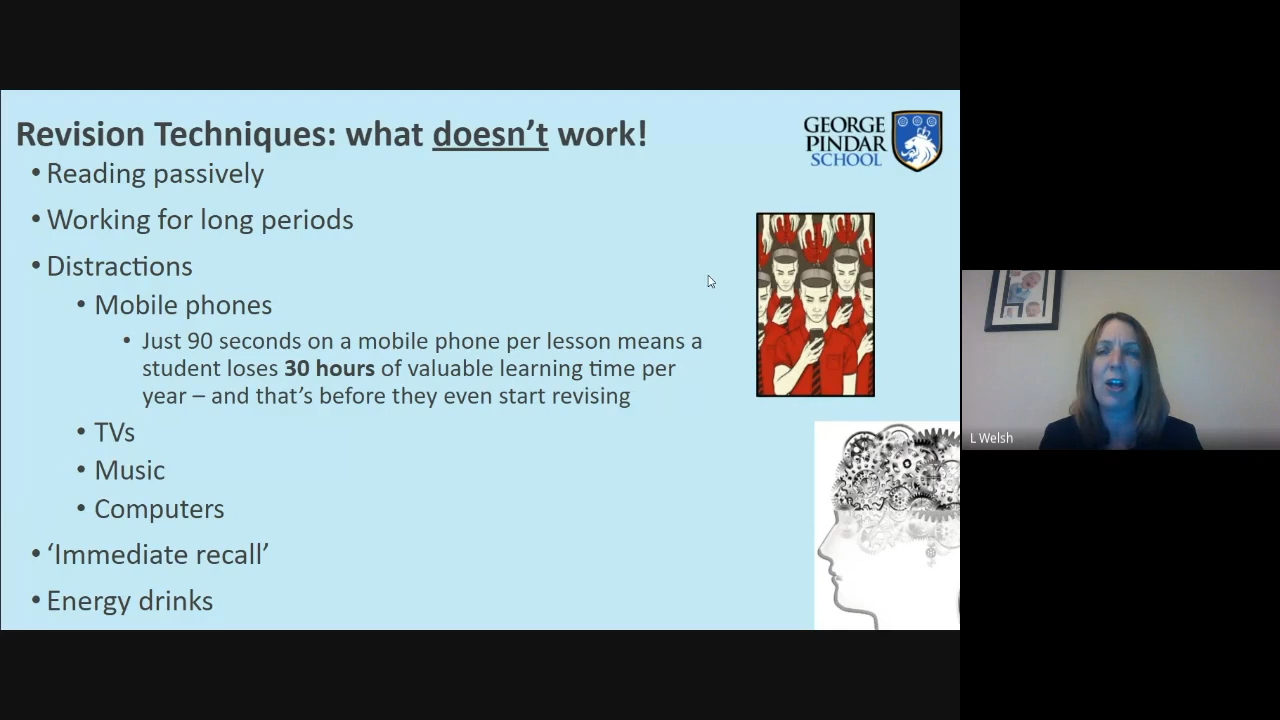 Revision Techniques: what doesn't work!
GEORGE
PINDAR
SCHOOL
• Reading passively
• Working for long periods
• Distractions
• Mobile phones
• Just 90 seconds on a mobile phone per lesson means a
student loses 30 hours of valuable learning time per
year – and that's before they even start revising
• TVs
• Music
• Computers
• 'Immediate recall'
• Energy drinks
L Welsh